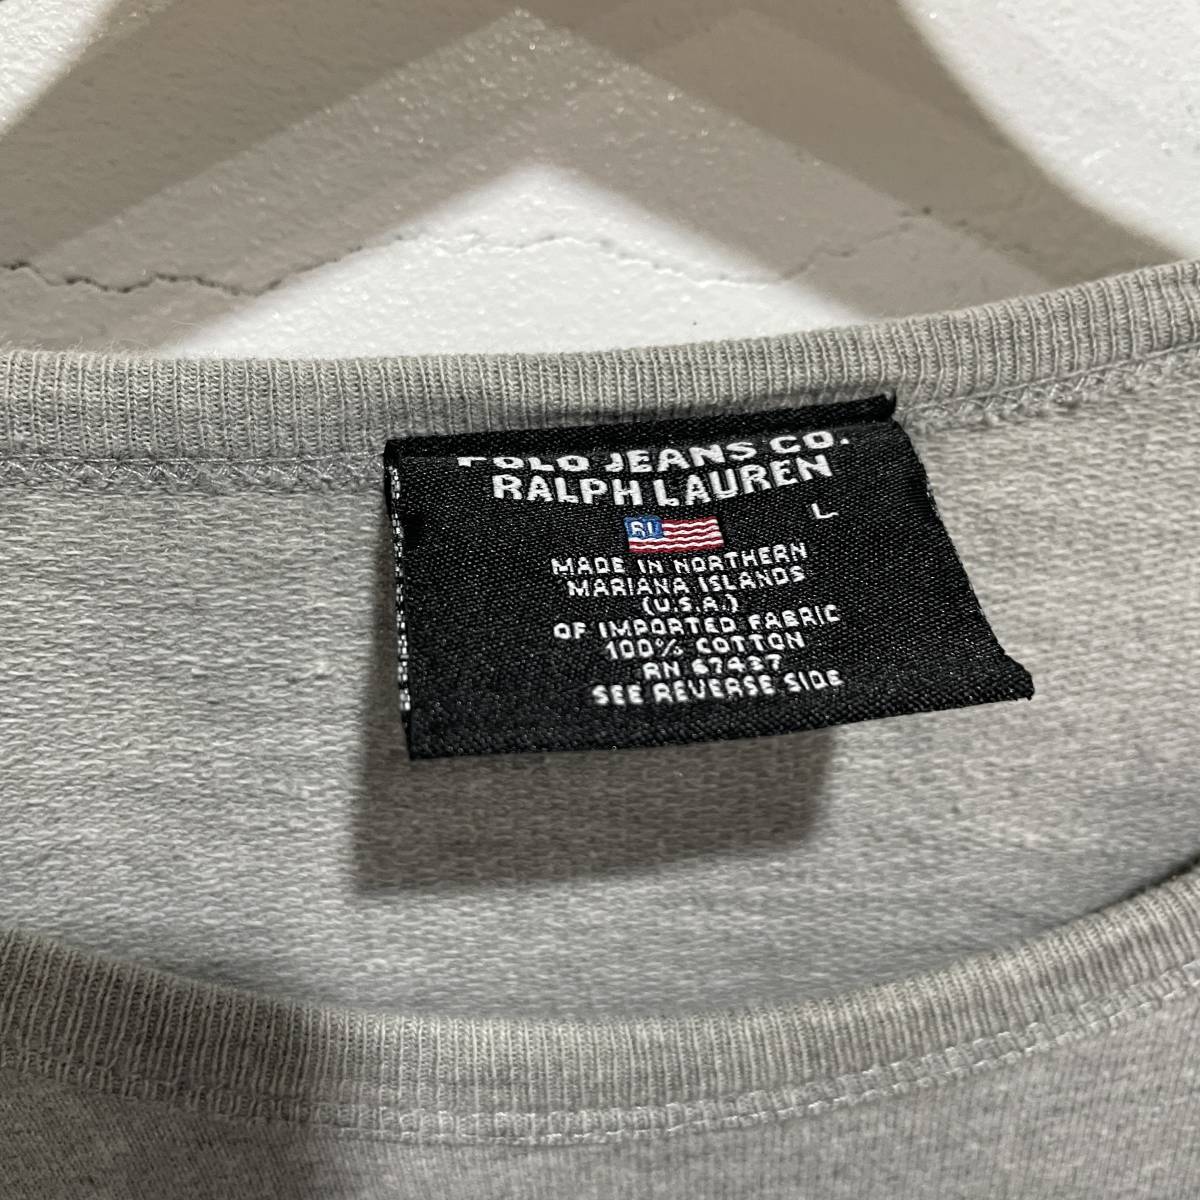 POLO JEANS CO.
RALPH LAUREN
L
RL
MADE IN NORTHERN
MARIANA ISLANDS
(U.S.A.)
OF IMPORTED FABRIC
100% COTTON
RN 67437
SEE REVERSE SIDE